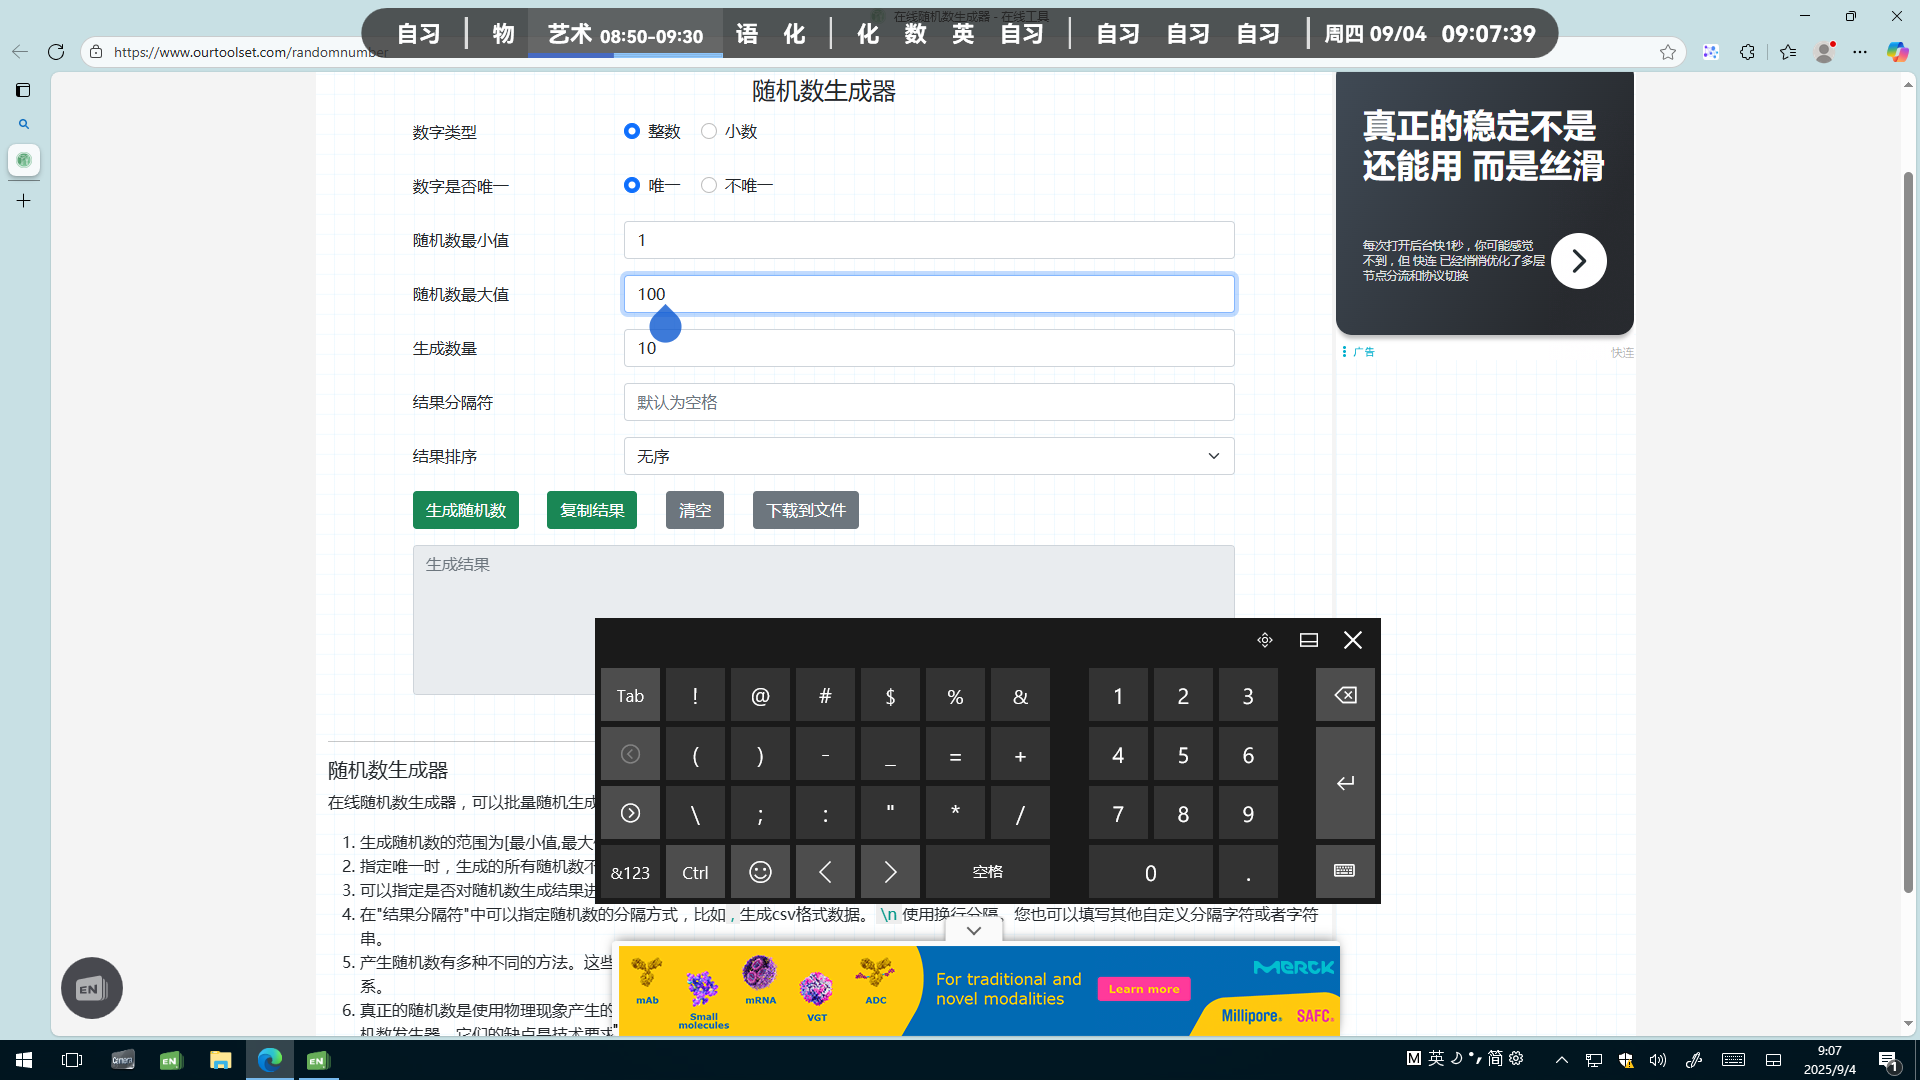 在线随机数生成器 - 在线工具
自习 | 物 艺术 08:50-09:30 语 化 | 化 数 英 自习 | 自习 自习 自习 | 周四 09/04 09:07:39
https://www.ourtoolset.com/randomnumber
随机数生成器
数字类型 整数 小数
数字是否唯一 唯一 不唯一
随机数最小值 1
随机数最大值 100
生成数量 10
结果分隔符 默认为空格
结果排序 无序
生成随机数 复制结果 清空 下载到文件
生成结果
真正的稳定不是
还能用 而是丝滑
每次打开后台快1秒，你可能感觉
不到，但 快连 已经悄悄优化了多层
节点分流和协议切换
广告 快连
Tab ! @ # $ % & 1 2 3
( ) - _ = + 4 5 6
\ ; : " * / 7 8 9
&123 Ctrl 空格 0 .
随机数生成器
在线随机数生成器，可以批量随机生成
1. 生成随机数的范围为[最小值,最大
2. 指定唯一时，生成的所有随机数不
3. 可以指定是否对随机数生成结果进
4. 在"结果分隔符"中可以指定随机数的分隔方式，比如 , 生成csv格式数据。 \n 使用换行分隔。您也可以填写其他自定义分隔字符或者字符
串。
5. 产生随机数有多种不同的方法。这些
系。
6. 真正的随机数是使用物理现象产生的
机数发生器，它们的缺点是技术要求
mAb
Small
molecules
mRNA
VGT
ADC
For traditional and
novel modalities
Learn more
MERCK
Millipore. SAFC.
EN
Camera
EN
EN
M 英 简
9:07
2025/9/4
1